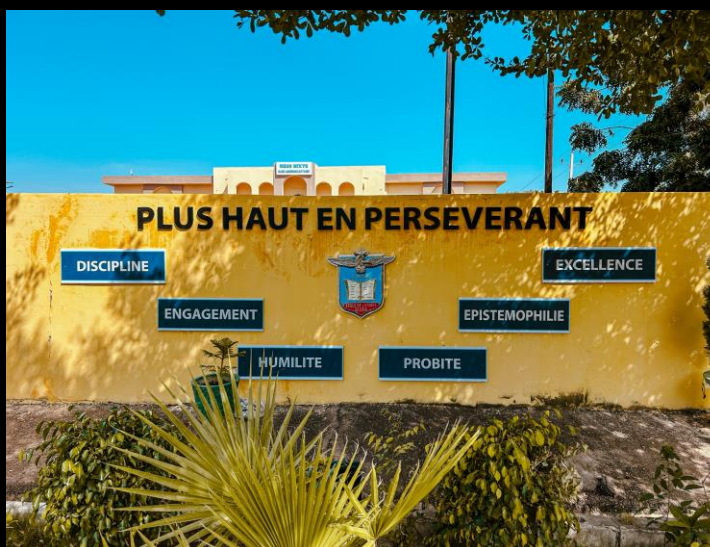 PLUS HAUT EN PERSEVERANT
DISCIPLINE
EXCELLENCE
ENGAGEMENT
EPISTEMOPHILIE
HUMILITE
PROBITE